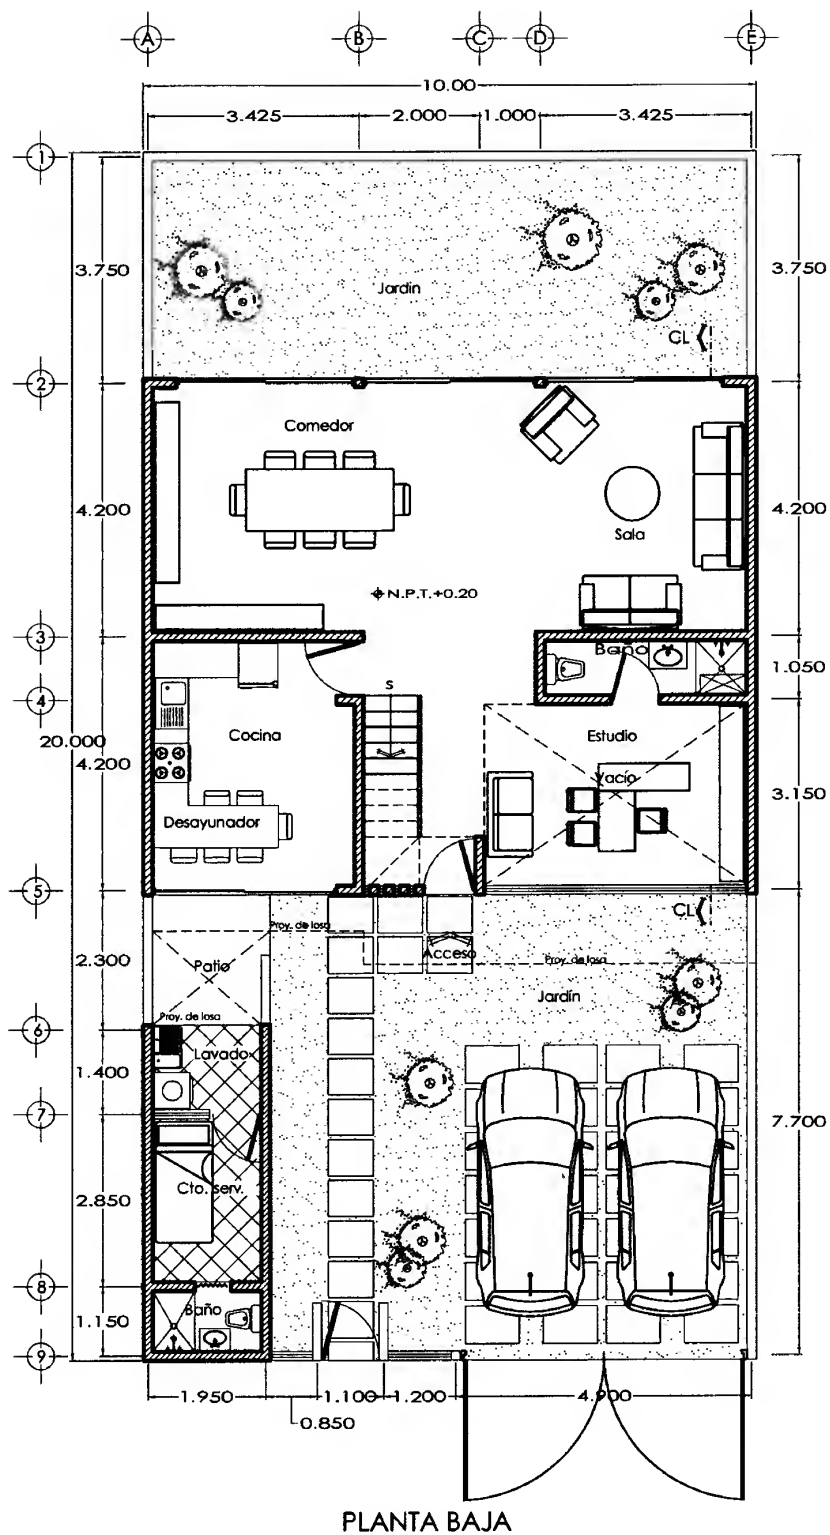 A B C D E
10.00
3.425 2.000 1.000 3.425
1
3.750 3.750
Jardín
CL
2
Comedor
4.200 4.200
Sala
N.P.T.+0.20
3
Baño
1.050
S
4
Cocina Estudio
20.000
4.200
Vacío
3.150
Desayunador
5
CL
Proy. de losa
Acceso
2.300 Patio Proy. de losa
Jardín
Proy. de losa
6
Lavado
1.400
7 7.700
Cto. serv.
2.850
8
Baño
1.150
9
1.950 1.100 1.200 4.900
0.850
PLANTA BAJA